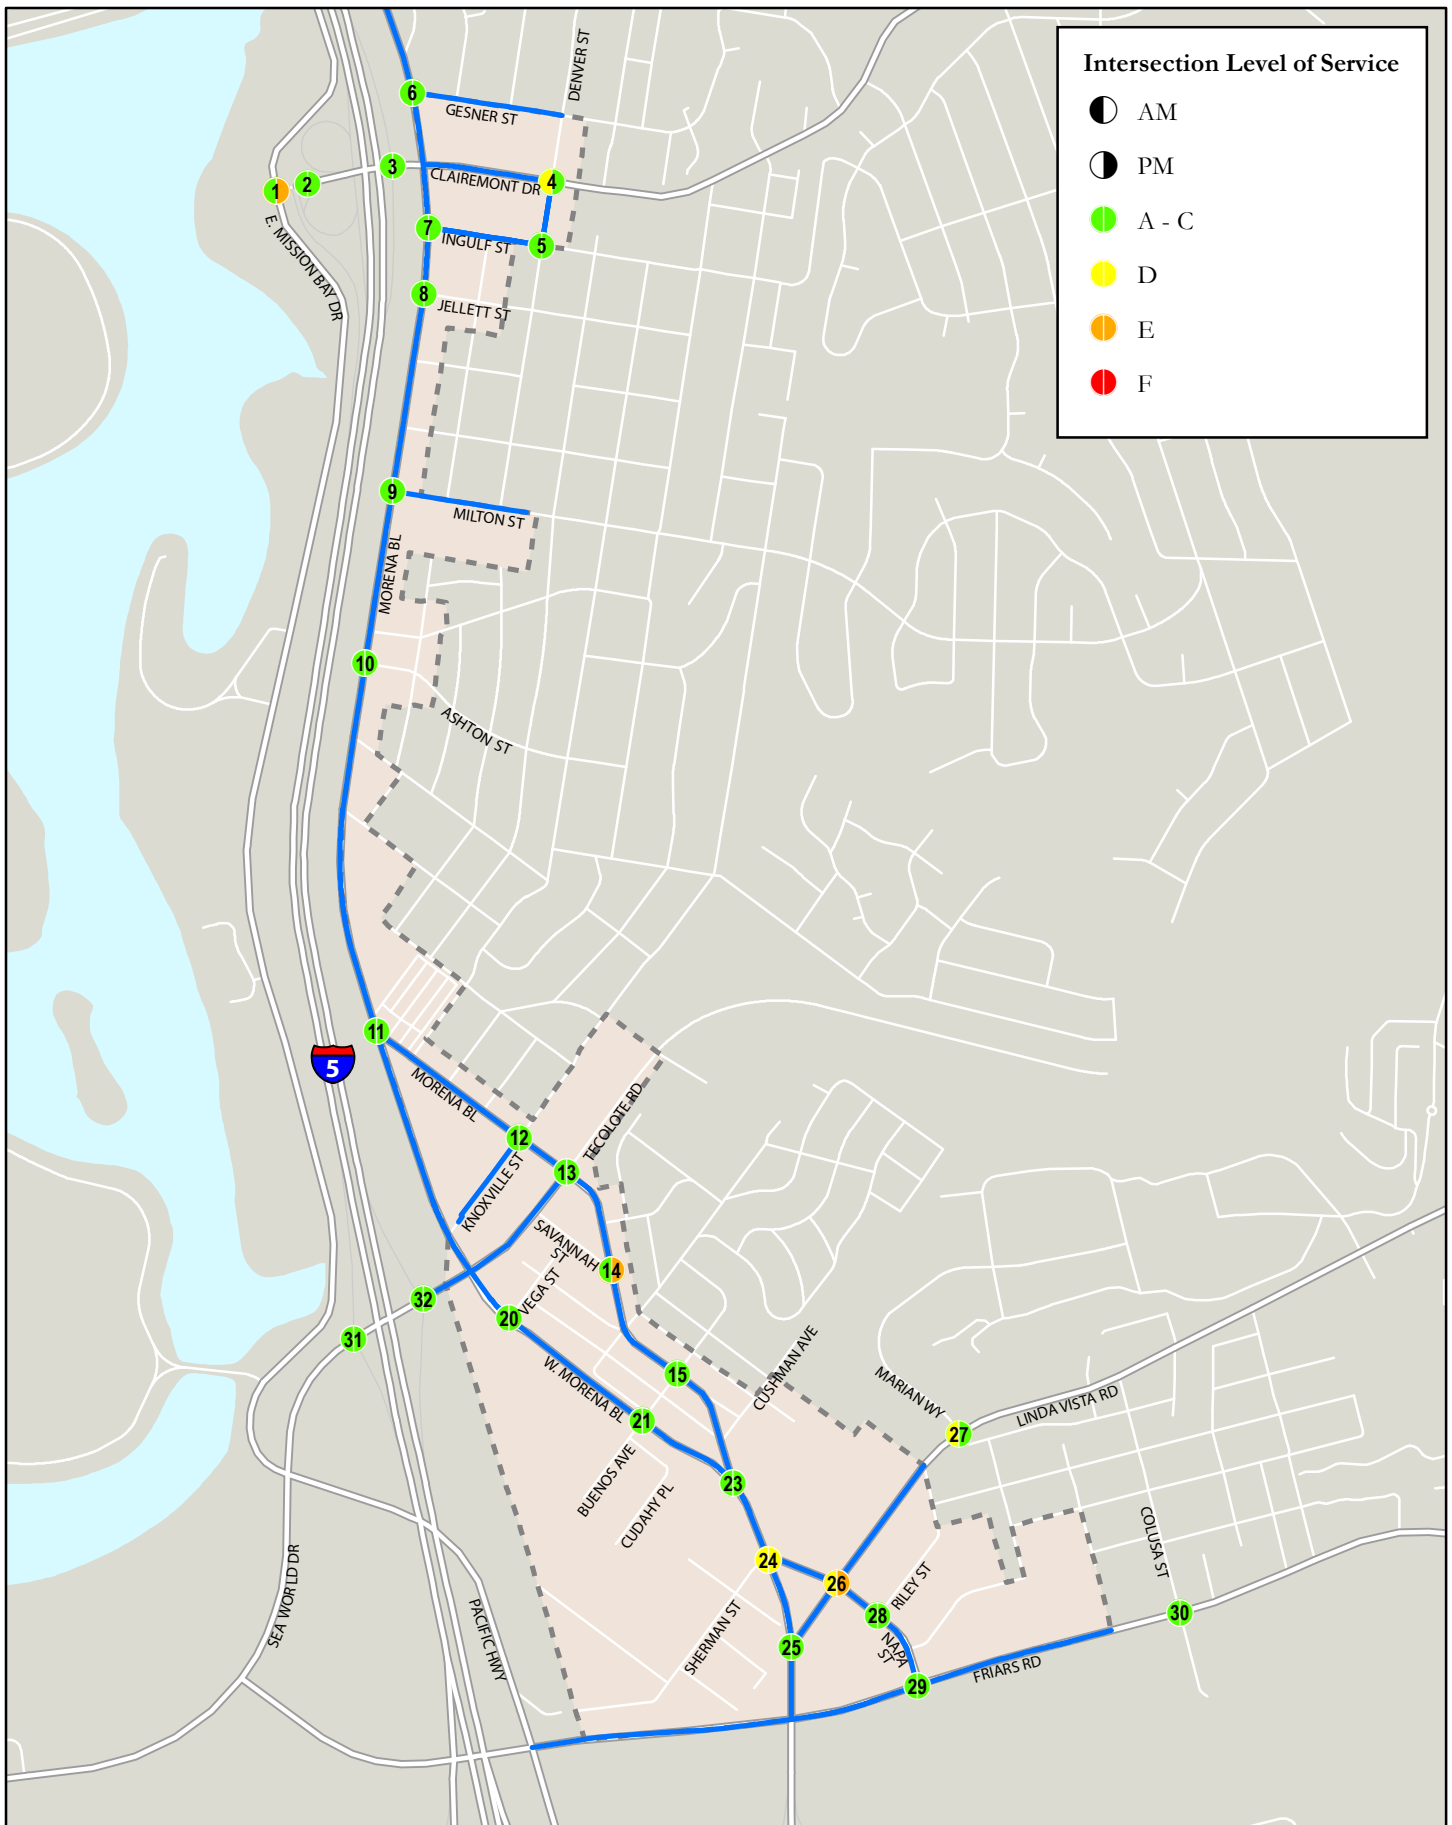 Intersection Level of Service
AM
PM
A - C
D
E
F
DENVER ST
6
GESNER ST
3
CLAIREMONT DR
4
1
2
7
INGULF ST
5
E. MISSION BAY DR
8
JELLETT ST
9
MILTON ST
MORENA BL
10
ASHTON ST
11
5
MORENA BL
12
TECOLOTE RD
13
KNOXVILLE ST
SAVANNAH
ST
14
VEGA ST
32
20
31
W. MORENA BL
15
CUSHMAN AVE
MARIAN WY
LINDA VISTA RD
21
27
BUENOS AVE
23
CUDAHY PL
COLUSA ST
24
26
RILEY ST
SEA WORLD DR
PACIFIC HWY
SHERMAN ST
28
30
25
NAPA
ST
29
FRIARS RD